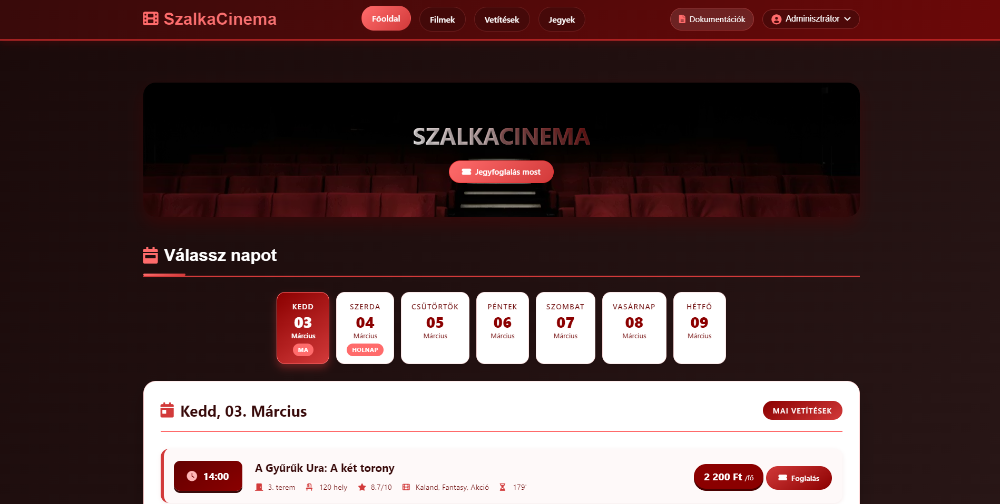 SzalkaCinema
Főoldal
Filmek
Vetítések
Jegyek
Dokumentációk
Adminisztrátor
SZALKACINEMA
Jegyfoglalás most
Válassz napot
KEDD
03
Március
MA
SZERDA
04
Március
HOLNAP
CSÜTÖRTÖK
05
Március
PÉNTEK
06
Március
SZOMBAT
07
Március
VASÁRNAP
08
Március
HÉTFŐ
09
Március
Kedd, 03. Március
MAI VETÍTÉSEK
14:00
A Gyűrűk Ura: A két torony
3. terem
120 hely
8.7/10
Kaland, Fantasy, Akció
179'
2 200 Ft /fő
Foglalás